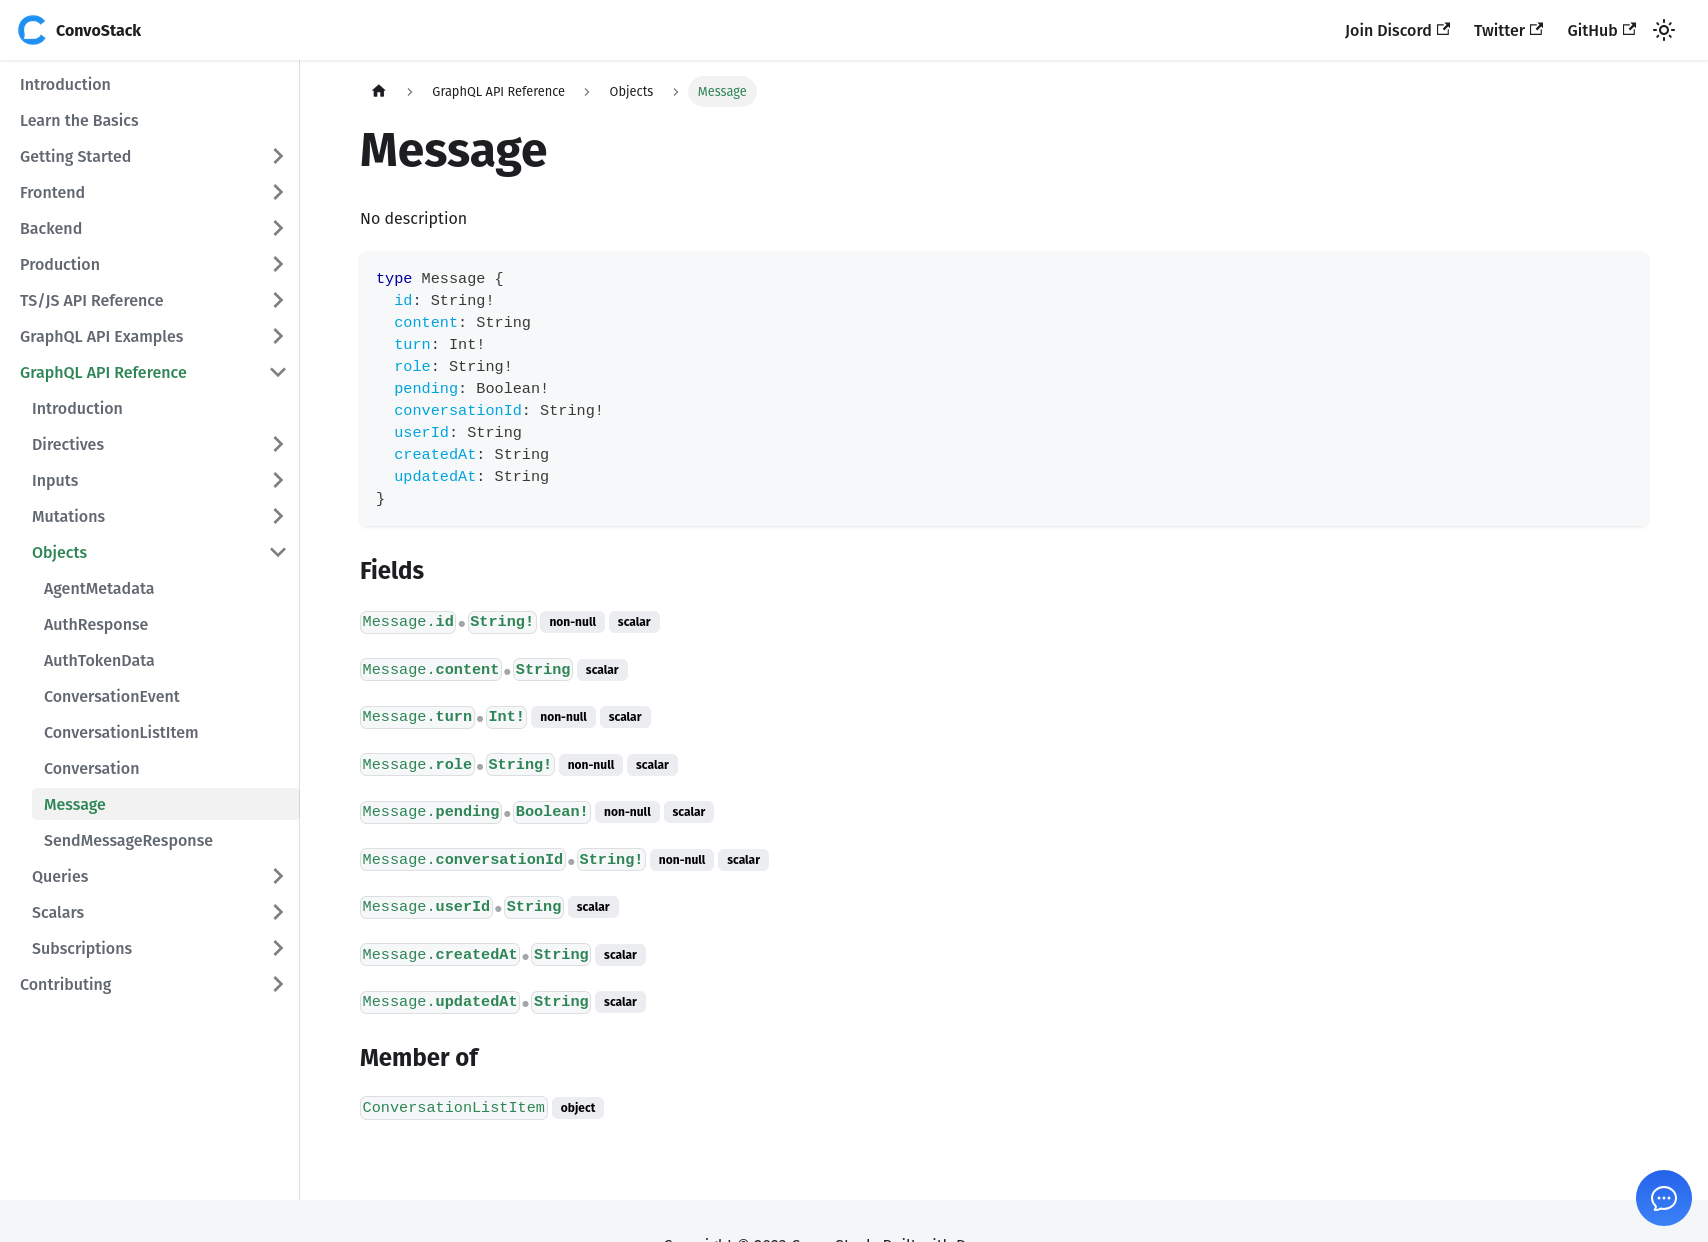 ConvoStack
Join Discord
Twitter
GitHub
Introduction
Learn the Basics
Getting Started
Frontend
Backend
Production
TS/JS API Reference
GraphQL API Examples
GraphQL API Reference
Introduction
Directives
Inputs
Mutations
Objects
AgentMetadata
AuthResponse
AuthTokenData
ConversationEvent
ConversationListItem
Conversation
Message
SendMessageResponse
Queries
Scalars
Subscriptions
Contributing
GraphQL API Reference > Objects > Message
Message
No description
type Message {
  id: String!
  content: String
  turn: Int!
  role: String!
  pending: Boolean!
  conversationId: String!
  userId: String
  createdAt: String
  updatedAt: String
}
Fields
Message.id ● String! non-null scalar
Message.content ● String scalar
Message.turn ● Int! non-null scalar
Message.role ● String! non-null scalar
Message.pending ● Boolean! non-null scalar
Message.conversationId ● String! non-null scalar
Message.userId ● String scalar
Message.createdAt ● String scalar
Message.updatedAt ● String scalar
Member of
ConversationListItem object